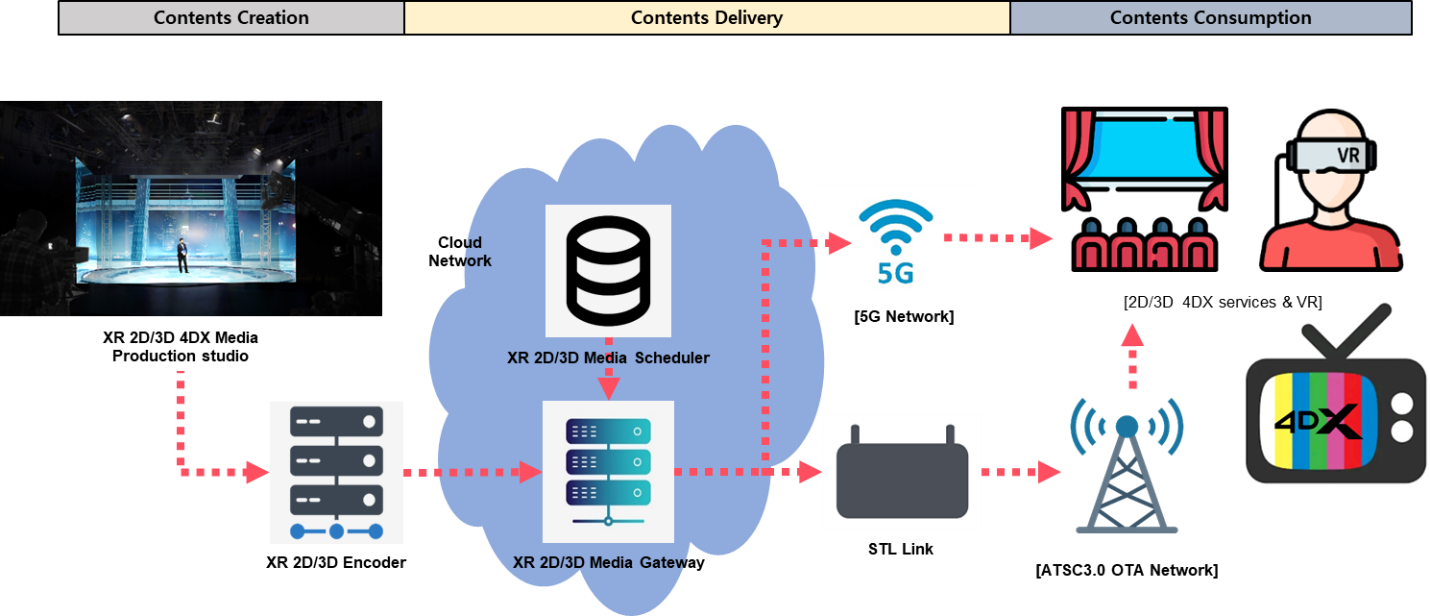 Contents Creation
Contents Delivery
Contents Consumption
Cloud
Network
XR 2D/3D 4DX Media
Production studio
XR 2D/3D Media Scheduler
5G
[5G Network]
VR
[2D/3D 4DX services & VR]
4DX
XR 2D/3D Encoder
XR 2D/3D Media Gateway
STL Link
[ATSC3.0 OTA Network]